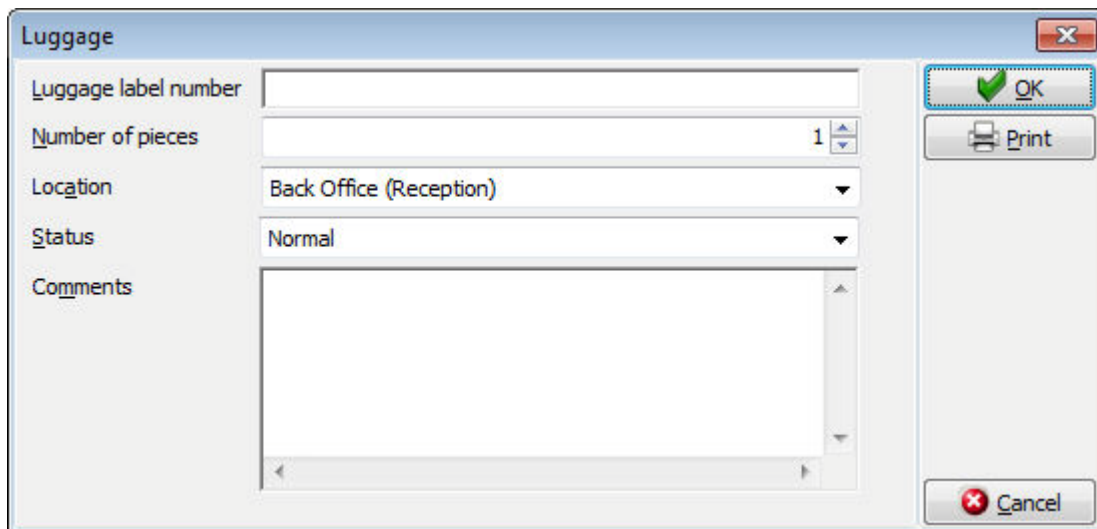 Luggage
Luggage label number
OK
Number of pieces 1
Print
Location Back Office (Reception)
Status Normal
Comments
Cancel